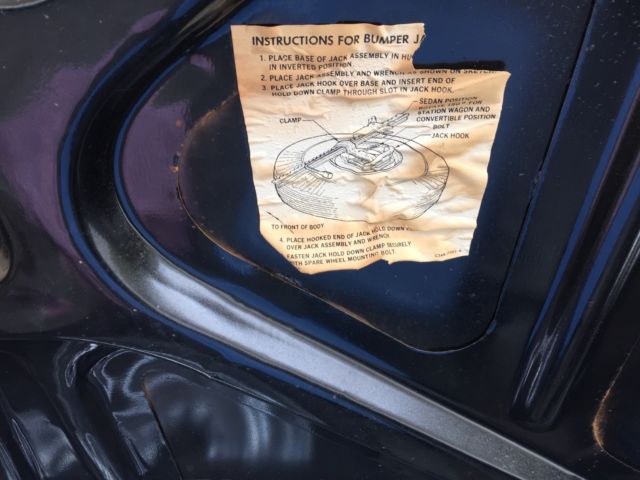 INSTRUCTIONS FOR BUMPER JA
1. PLACE BASE OF JACK ASSEMBLY IN HU
IN INVERTED POSITION.
2. PLACE JACK ASSEMBLY AND WRENCH AS SHOWN ON SKETCH.
3. PLACE JACK HOOK OVER BASE AND INSERT END OF
HOLD DOWN CLAMP THROUGH SLOT IN JACK HOOK.
SEDAN POSITION
FOR
STATION WAGON AND
CONVERTIBLE POSITION
CLAMP
BOLT
JACK HOOK
TO FRONT OF BODY
4. PLACE HOOKED END OF JACK HOLD DOWN
OVER JACK ASSEMBLY AND WRENCH.
FASTEN JACK HOLD DOWN CLAMP SECURELY
TH SPARE WHEEL MOUNTING BOLT.